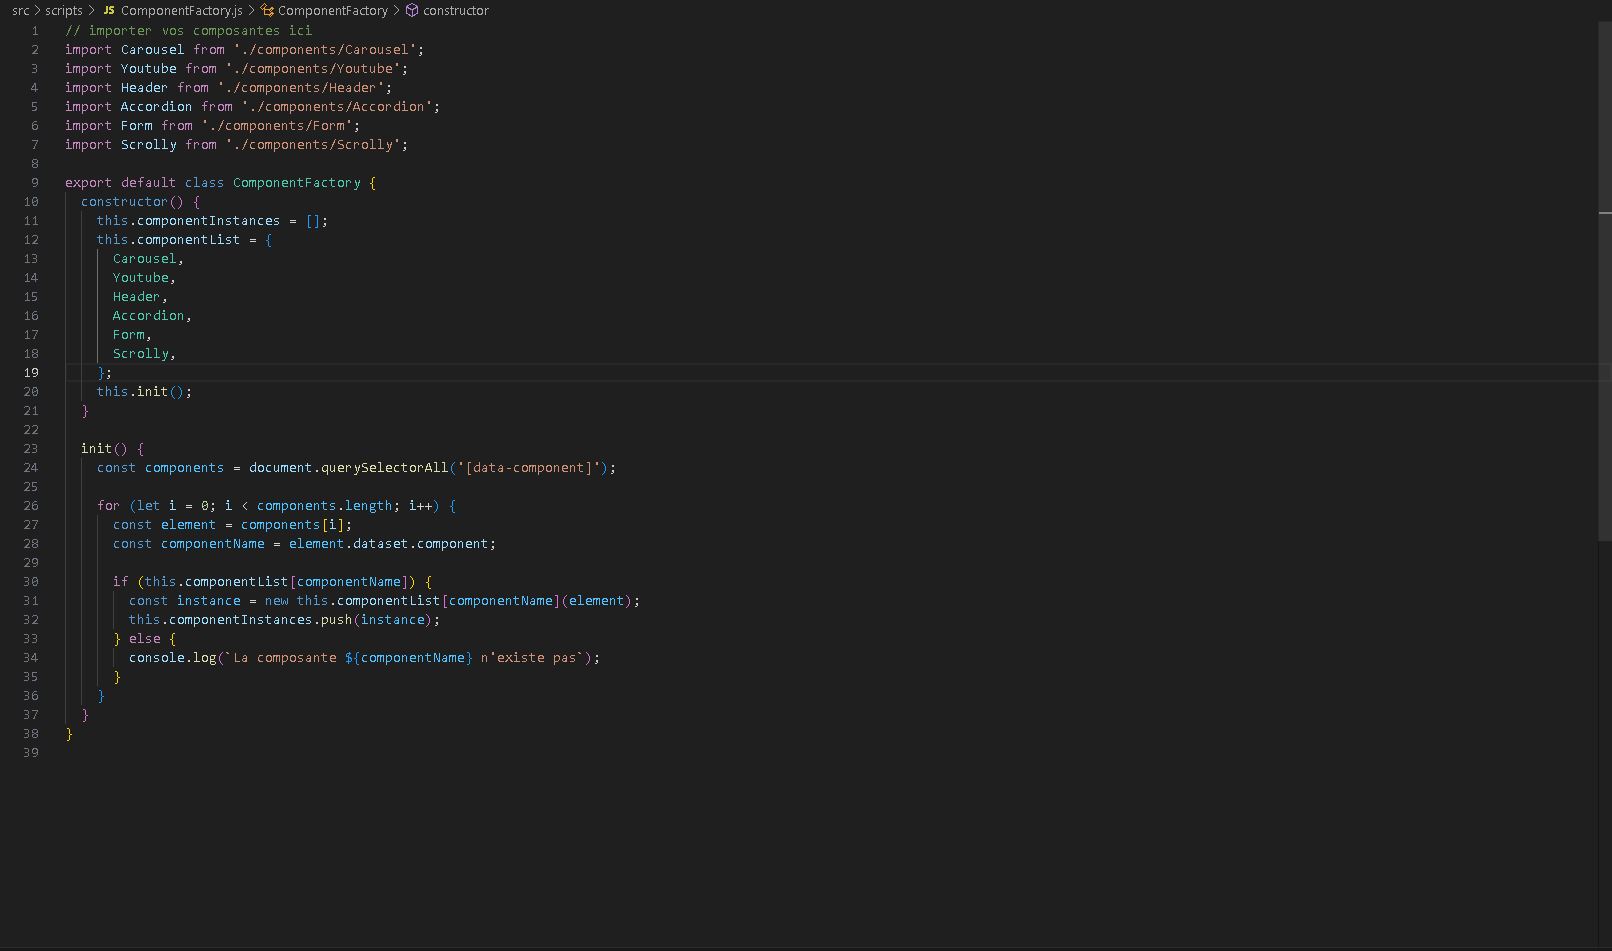 src > scripts > JS ComponentFactory.js > ComponentFactory > constructor
1 // importer vos composantes ici
2 import Carousel from './components/Carousel';
3 import Youtube from './components/Youtube';
4 import Header from './components/Header';
5 import Accordion from './components/Accordion';
6 import Form from './components/Form';
7 import Scrolly from './components/Scrolly';
8
9 export default class ComponentFactory {
10   constructor() {
11     this.componentInstances = [];
12     this.componentList = {
13       Carousel,
14       Youtube,
15       Header,
16       Accordion,
17       Form,
18       Scrolly,
19     };
20     this.init();
21   }
22
23   init() {
24     const components = document.querySelectorAll('[data-component]');
25
26     for (let i = 0; i < components.length; i++) {
27       const element = components[i];
28       const componentName = element.dataset.component;
29
30       if (this.componentList[componentName]) {
31         const instance = new this.componentList[componentName](element);
32         this.componentInstances.push(instance);
33       } else {
34         console.log(`La composante ${componentName} n'existe pas`);
35       }
36     }
37   }
38 }
39